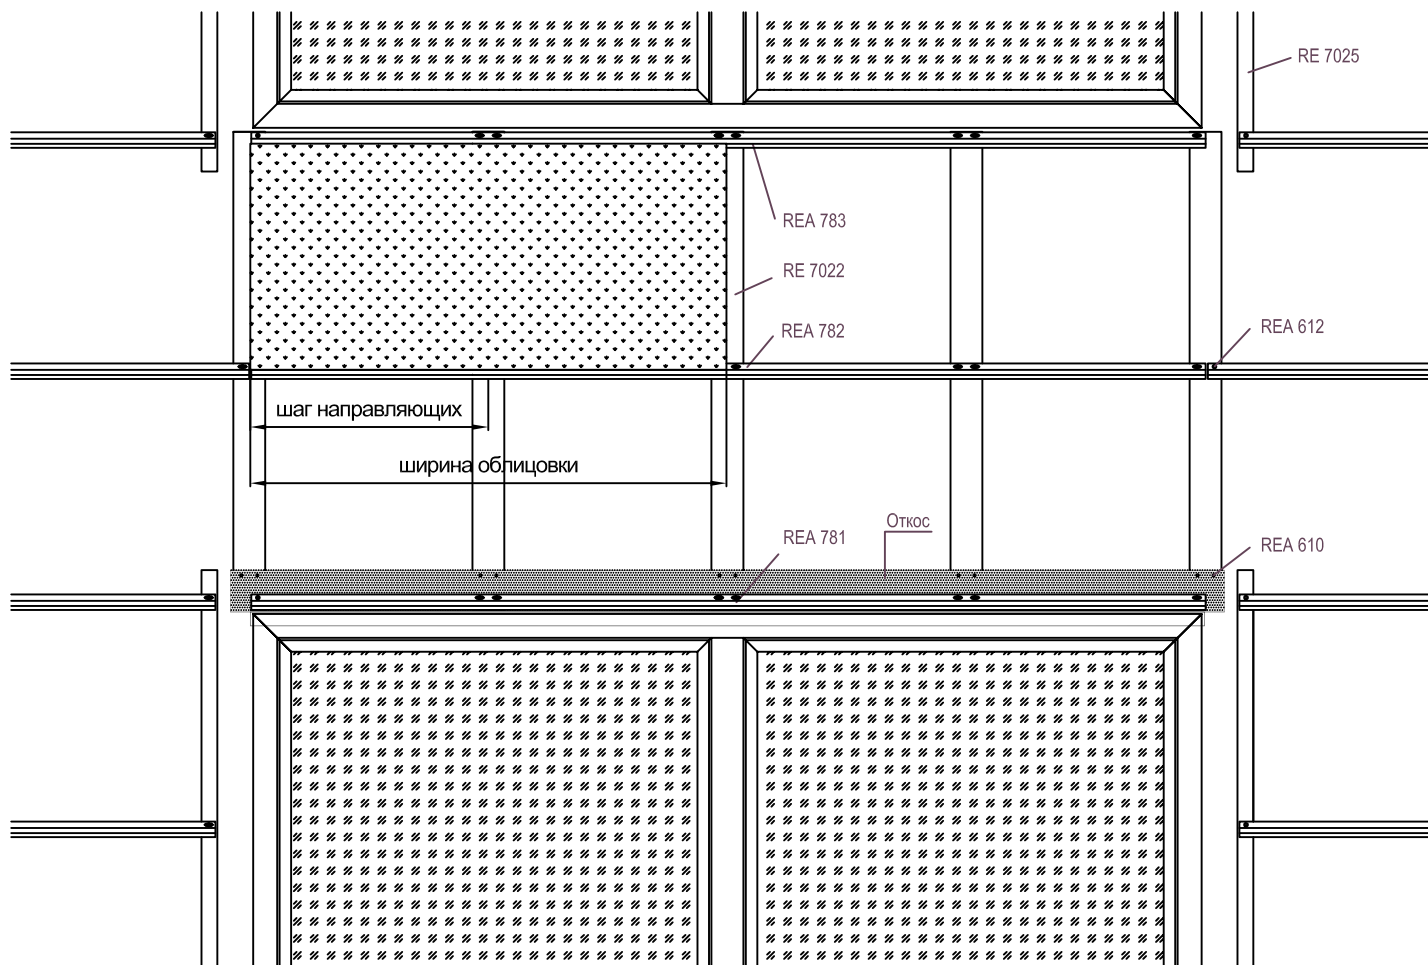 RE 7025
REA 783
RE 7022
REA 612
REA 782
шаг направляющих
ширина облицовки
Откос
REA 781
REA 610